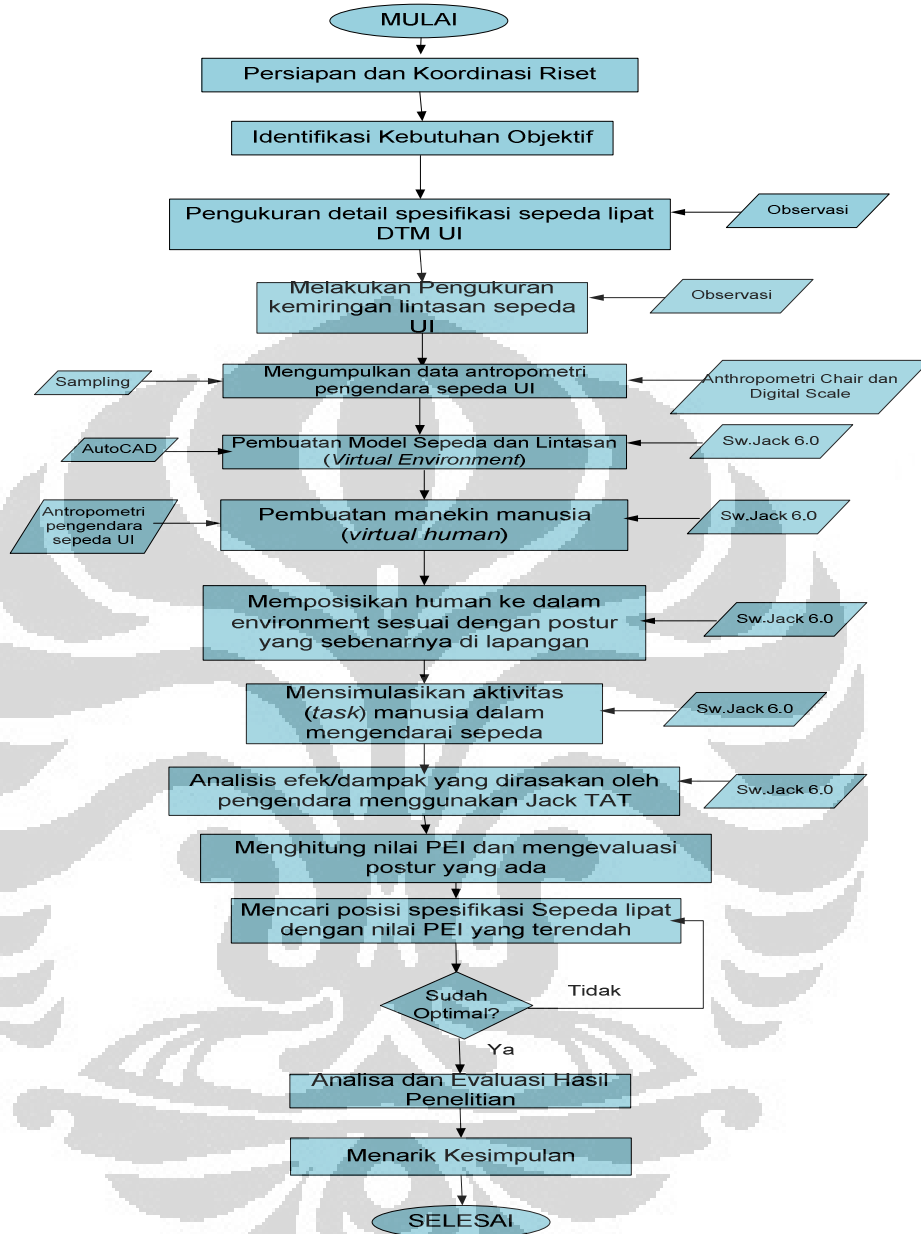 MULAI
Persiapan dan Koordinasi Riset
Identifikasi Kebutuhan Objektif
Pengukuran detail spesifikasi sepeda lipat
DTM UI
Observasi
Melakukan Pengukuran
kemiringan lintasan sepeda
UI
Observasi
Sampling
Mengumpulkan data antropometri
pengendara sepeda UI
Anthropometri Chair dan
Digital Scale
AutoCAD
Pembuatan Model Sepeda dan Lintasan
(Virtual Environment)
Sw.Jack 6.0
Antropometri
pengendara
sepeda UI
Pembuatan manekin manusia
(virtual human)
Sw.Jack 6.0
Memposisikan human ke dalam
environment sesuai dengan postur
yang sebenarnya di lapangan
Sw.Jack 6.0
Mensimulasikan aktivitas
(task) manusia dalam
mengendarai sepeda
Sw.Jack 6.0
Analisis efek/dampak yang dirasakan oleh
pengendara menggunakan Jack TAT
Sw.Jack 6.0
Menghitung nilai PEI dan mengevaluasi
postur yang ada
Mencari posisi spesifikasi Sepeda lipat
dengan nilai PEI yang terendah
Sudah
Optimal?
Tidak
Ya
Analisa dan Evaluasi Hasil
Penelitian
Menarik Kesimpulan
SELESAI